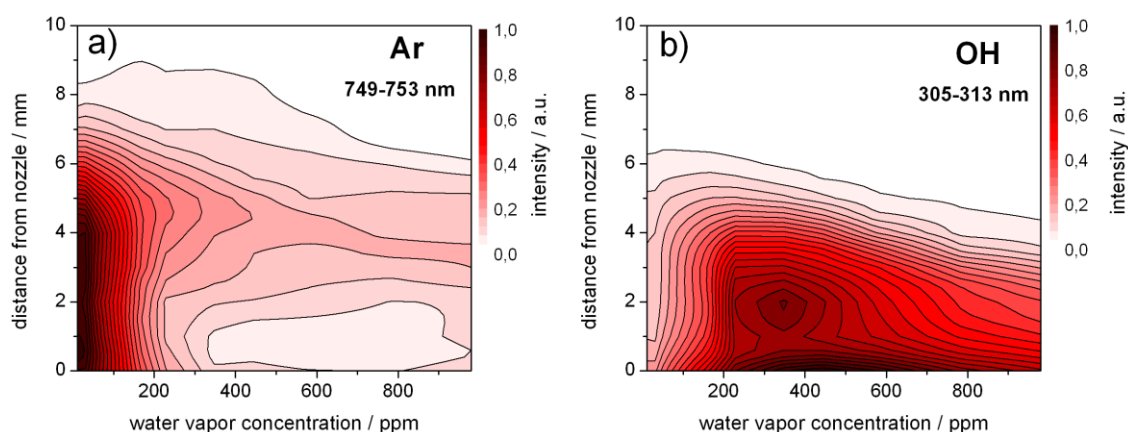 a)
Ar
749-753 nm
10
8
6
4
2
0
200
400
600
800
distance from nozzle / mm
water vapor concentration / ppm
1,0
0,8
0,6
0,4
0,2
0,0
intensity / a.u.
b)
OH
305-313 nm
10
8
6
4
2
0
200
400
600
800
distance from nozzle / mm
water vapor concentration / ppm
1,0
0,8
0,6
0,4
0,2
0,0
intensity / a.u.